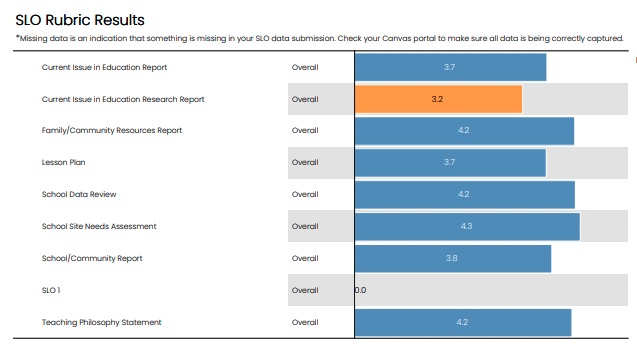 SLO Rubric Results
*Missing data is an indication that something is missing in your SLO data submission. Check your Canvas portal to make sure all data is being correctly captured.
Current Issue in Education Report Overall 3.7
Current Issue in Education Research Report Overall 3.2
Family/Community Resources Report Overall 4.2
Lesson Plan Overall 3.7
School Data Review Overall 4.2
School Site Needs Assessment Overall 4.3
School/Community Report Overall 3.8
SLO 1 Overall 0.0
Teaching Philosophy Statement Overall 4.2